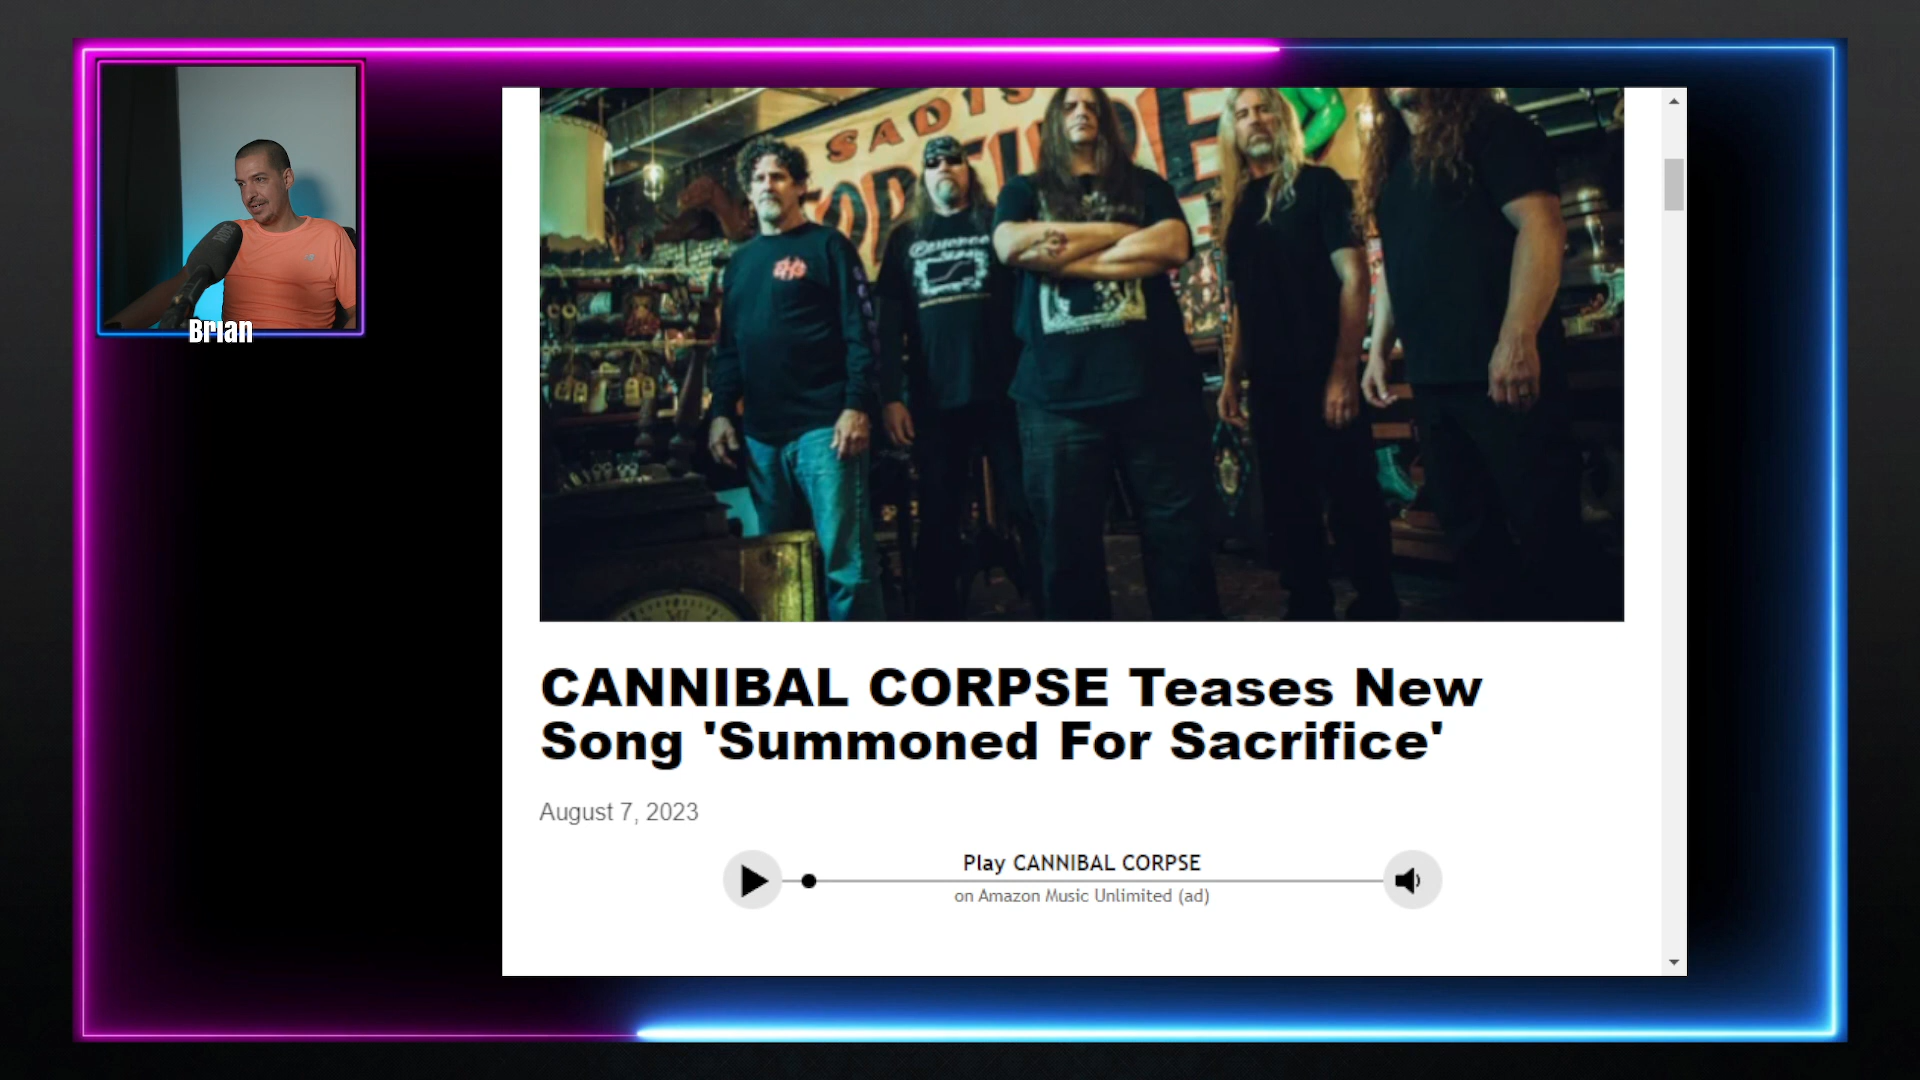 SADIS
Brian
CANNIBAL CORPSE Teases New
Song 'Summoned For Sacrifice'
August 7, 2023
Play CANNIBAL CORPSE
on Amazon Music Unlimited (ad)